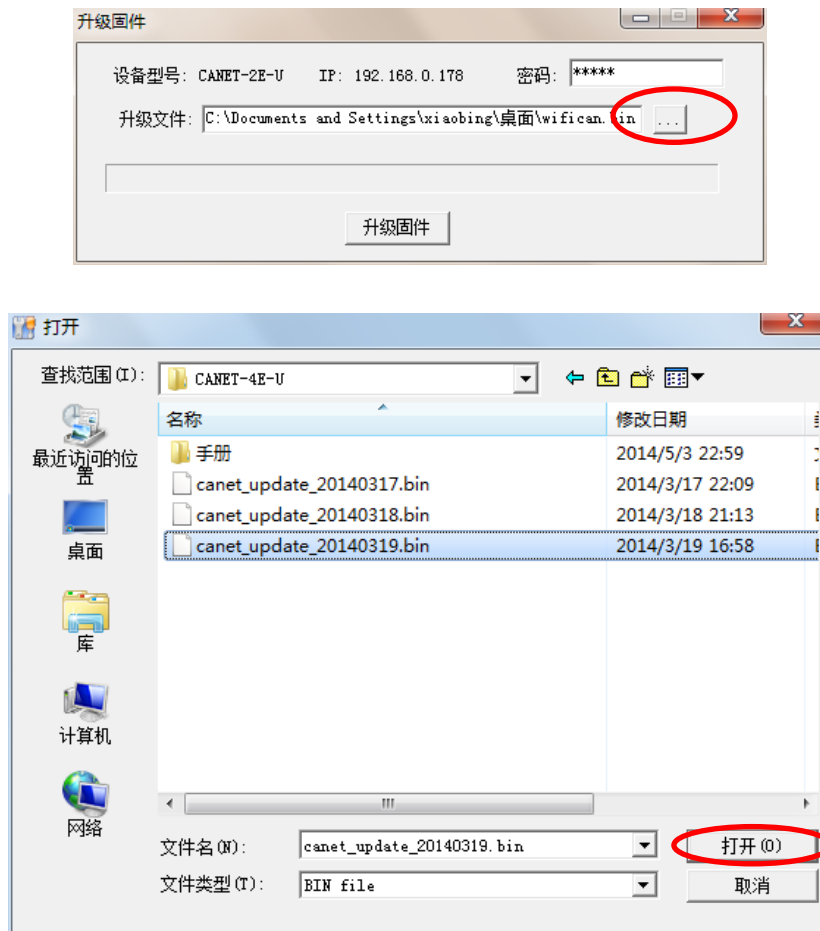 升级固件
设备型号: CANET-2E-U IP: 192.168.0.178 密码: *****
升级文件: C:\Documents and Settings\xiaobing\桌面\wifican.bin ...
升级固件
打开
查找范围(I): CANET-4E-U
名称 修改日期
手册 2014/5/3 22:59
canet_update_20140317.bin 2014/3/17 22:09
canet_update_20140318.bin 2014/3/18 21:13
canet_update_20140319.bin 2014/3/19 16:58
最近访问的位
置
桌面
库
计算机
网络
文件名(N): canet_update_20140319.bin 打开(O)
文件类型(T): BIN file 取消